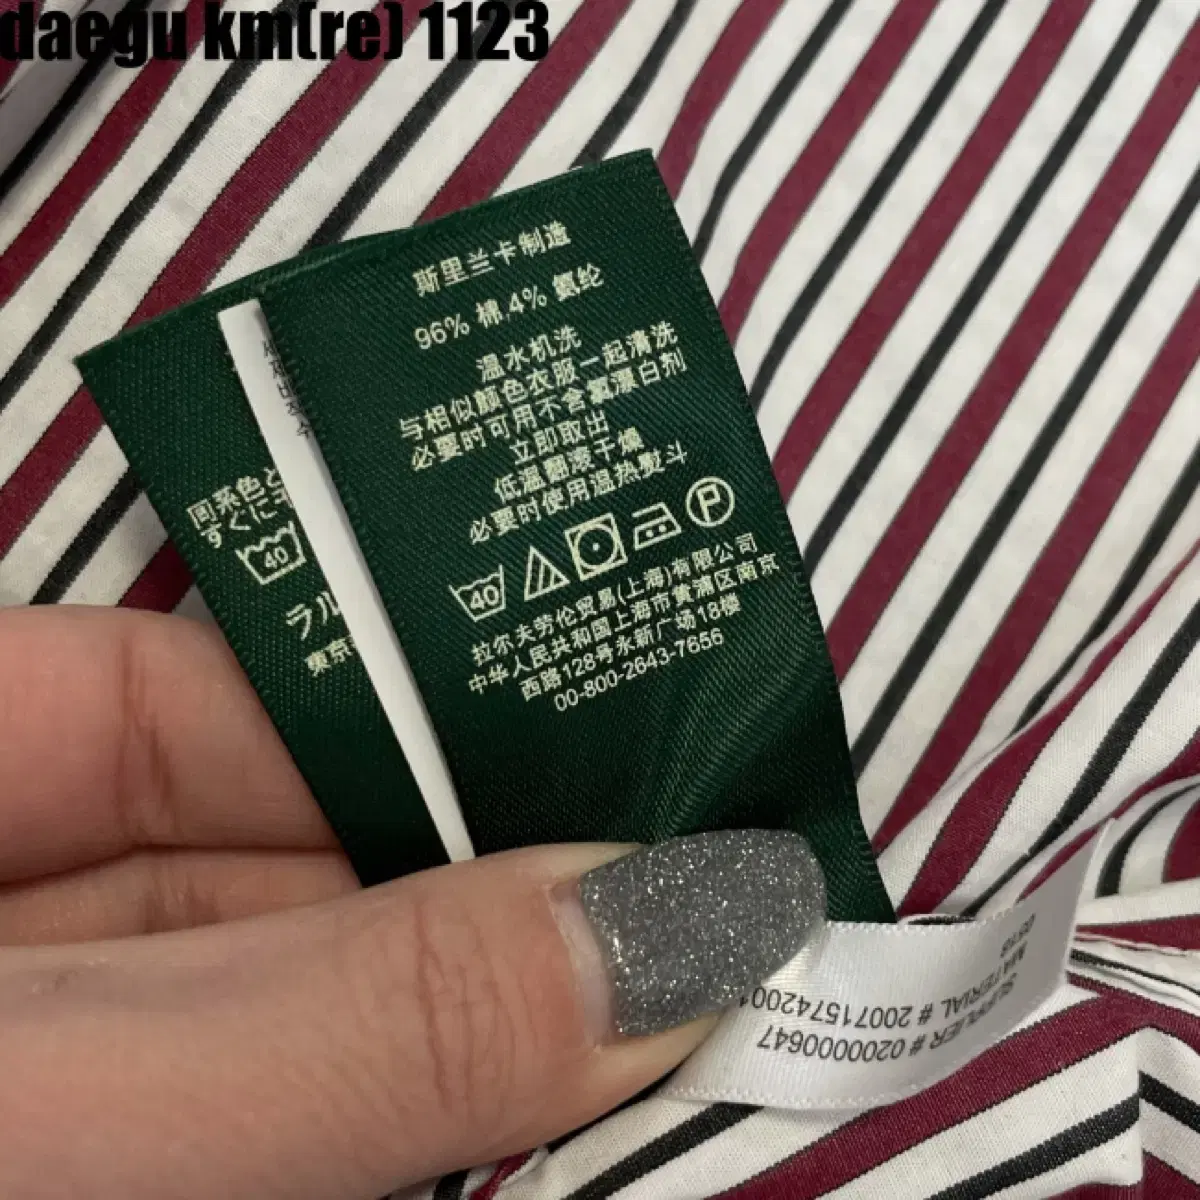 daegu km(re) 1123
斯里兰卡制造
96% 棉,4% 氨纶
温水机洗
与相似颜色衣服一起清洗
必要时可用不含氯漂白剂
立即取出
低温翻滚干燥
必要时使用温热熨斗
40
P
拉尔夫劳伦贸易(上海)有限公司
中华人民共和国上海市黄浦区南京
西路128号永新广场18楼
00-800-2643-7656
同系色と
すぐに
40
ラル
東京
SUPPLIER # 0200000647
MATERIAL # 200715742001